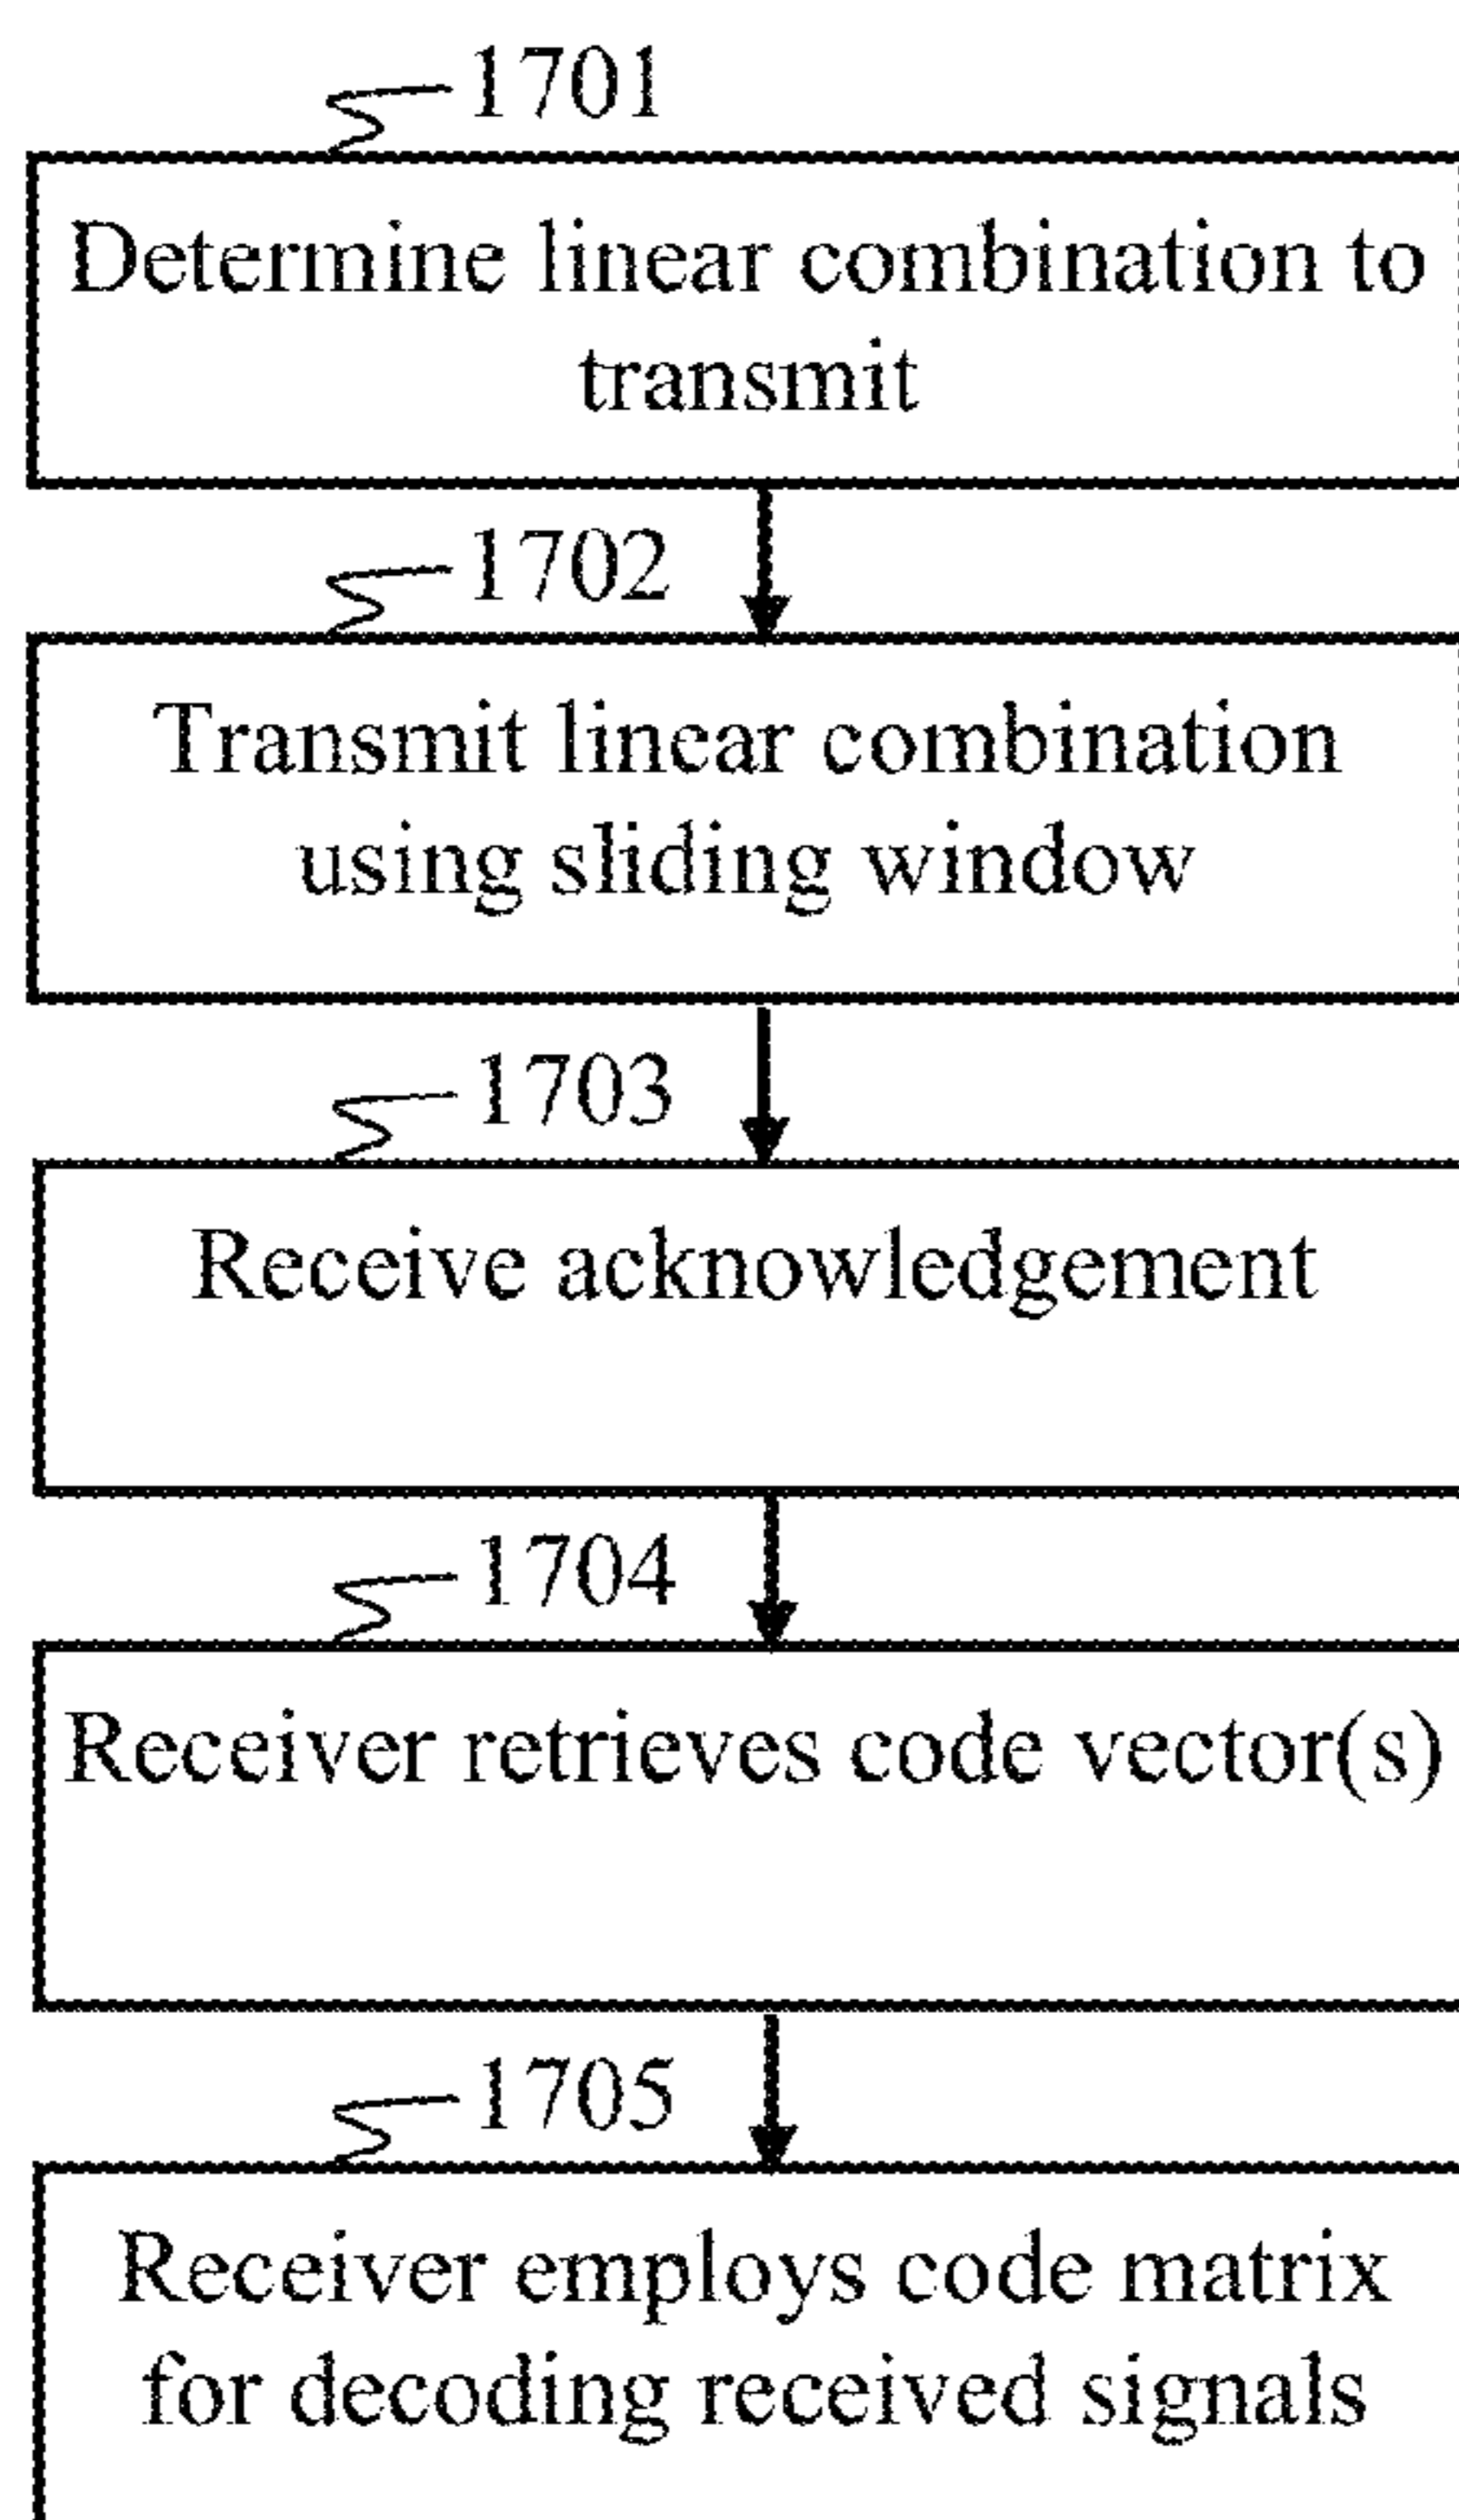 1701
Determine linear combination to
transmit
1702
Transmit linear combination
using sliding window
1703
Receive acknowledgement
1704
Receiver retrieves code vector(s)
1705
Receiver employs code matrix
for decoding received signals